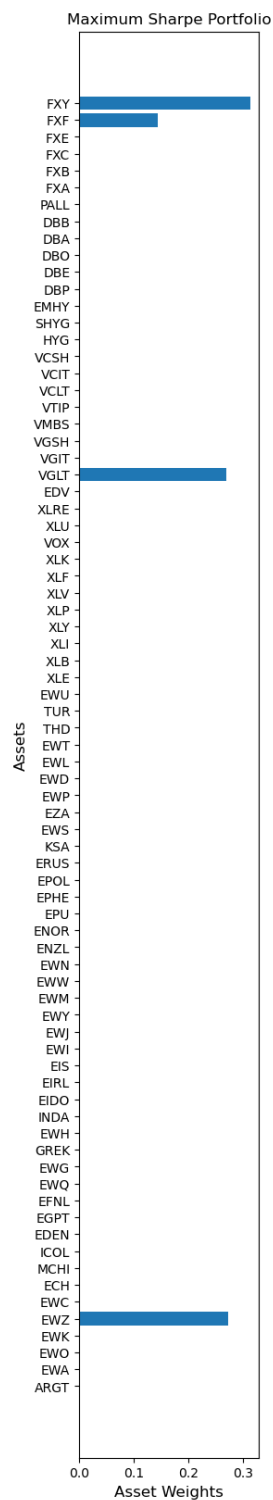 Maximum Sharpe Portfolio
FXY
FXF
FXE
FXC
FXB
FXA
PALL
DBB
DBA
DBO
DBE
DBP
EMHY
SHYG
HYG
VCSH
VCIT
VCLT
VTIP
VMBS
VGSH
VGIT
VGLT
EDV
XLRE
XLU
VOX
XLK
XLF
XLV
XLP
XLY
XLI
XLB
XLE
EWU
TUR
THD
EWT
EWL
EWD
EWP
EZA
EWS
KSA
ERUS
EPOL
EPHE
EPU
ENOR
ENZL
EWN
EWW
EWM
EWY
EWJ
EWI
EIS
EIRL
EIDO
INDA
EWH
GREK
EWG
EWQ
EFNL
EGPT
EDEN
ICOL
MCHI
ECH
EWC
EWZ
EWK
EWO
EWA
ARGT
Assets
0.0 0.1 0.2 0.3
Asset Weights